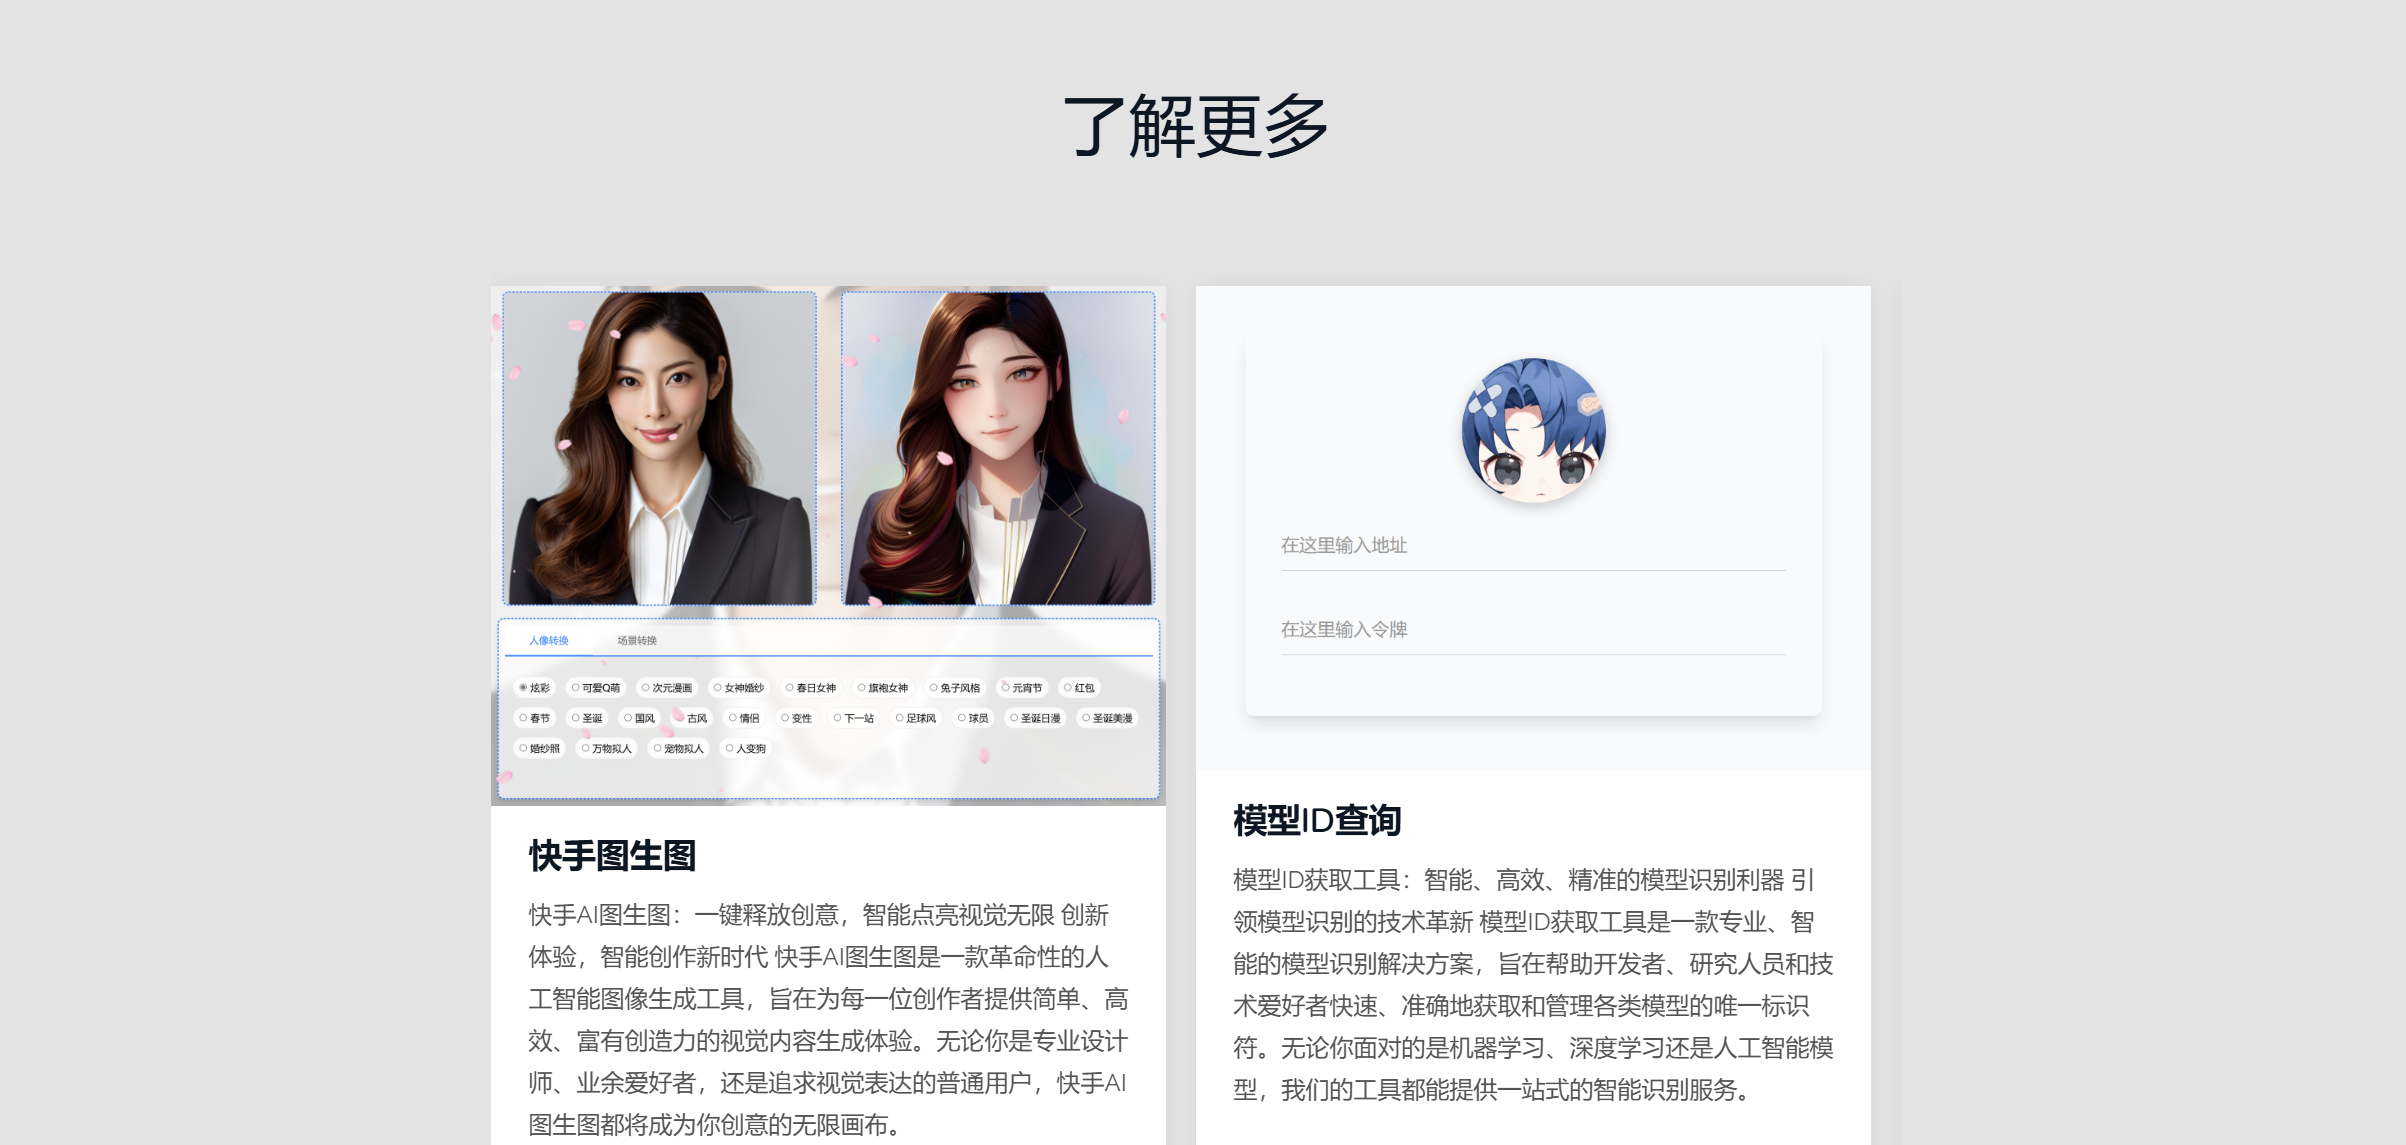 了解更多
人像转换 场景转换
炫彩 可爱Q萌 次元漫画 女神婚纱 春日女神 旗袍女神 兔子风格 元宵节 红包
春节 圣诞 国风 古风 情侣 变性 下一站 足球风 球员 圣诞日漫 圣诞美漫
婚纱照 万物拟人 宠物拟人 人变狗
快手图生图
快手AI图生图：一键释放创意，智能点亮视觉无限 创新
体验，智能创作新时代 快手AI图生图是一款革命性的人
工智能图像生成工具，旨在为每一位创作者提供简单、高
效、富有创造力的视觉内容生成体验。无论你是专业设计
师、业余爱好者，还是追求视觉表达的普通用户，快手AI
图生图都将成为你创意的无限画布。
在这里输入地址
在这里输入令牌
模型ID查询
模型ID获取工具：智能、高效、精准的模型识别利器 引
领模型识别的技术革新 模型ID获取工具是一款专业、智
能的模型识别解决方案，旨在帮助开发者、研究人员和技
术爱好者快速、准确地获取和管理各类模型的唯一标识
符。无论你面对的是机器学习、深度学习还是人工智能模
型，我们的工具都能提供一站式的智能识别服务。